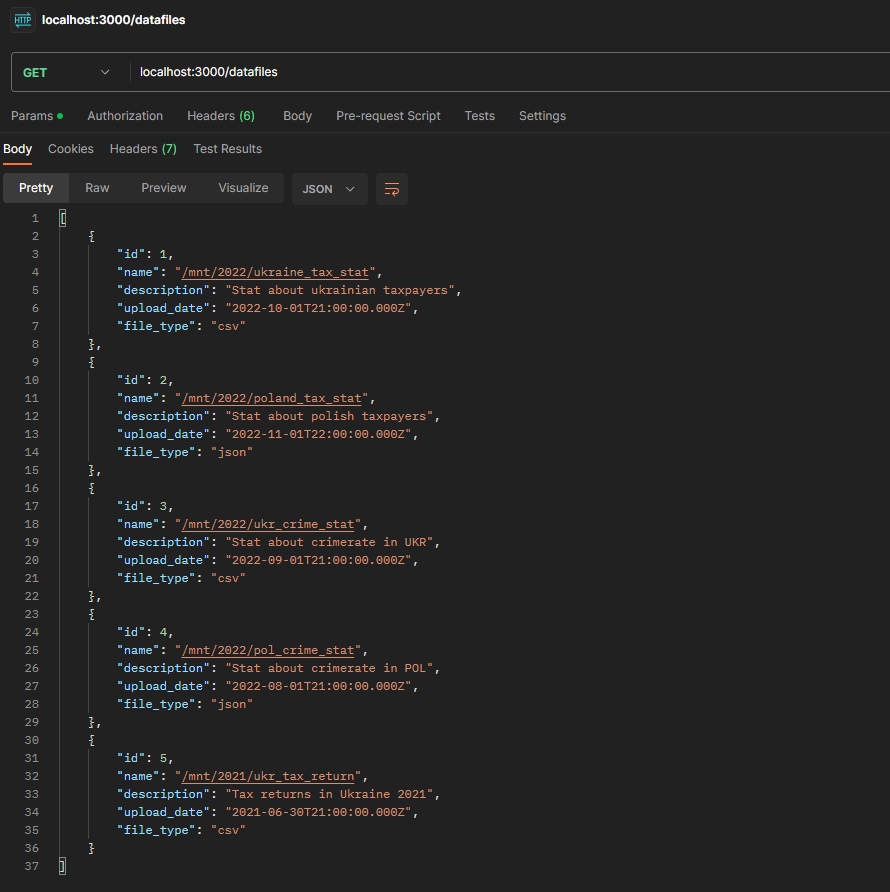 HTTP localhost:3000/datafiles
GET localhost:3000/datafiles
Params Authorization Headers (6) Body Pre-request Script Tests Settings
Body Cookies Headers (7) Test Results
Pretty Raw Preview Visualize JSON
1 [
2 {
3 "id": 1,
4 "name": "/mnt/2022/ukraine_tax_stat",
5 "description": "Stat about ukrainian taxpayers",
6 "upload_date": "2022-10-01T21:00:00.000Z",
7 "file_type": "csv"
8 },
9 {
10 "id": 2,
11 "name": "/mnt/2022/poland_tax_stat",
12 "description": "Stat about polish taxpayers",
13 "upload_date": "2022-11-01T22:00:00.000Z",
14 "file_type": "json"
15 },
16 {
17 "id": 3,
18 "name": "/mnt/2022/ukr_crime_stat",
19 "description": "Stat about crimerate in UKR",
20 "upload_date": "2022-09-01T21:00:00.000Z",
21 "file_type": "csv"
22 },
23 {
24 "id": 4,
25 "name": "/mnt/2022/pol_crime_stat",
26 "description": "Stat about crimerate in POL",
27 "upload_date": "2022-08-01T21:00:00.000Z",
28 "file_type": "json"
29 },
30 {
31 "id": 5,
32 "name": "/mnt/2021/ukr_tax_return",
33 "description": "Tax returns in Ukraine 2021",
34 "upload_date": "2021-06-30T21:00:00.000Z",
35 "file_type": "csv"
36 }
37 ]